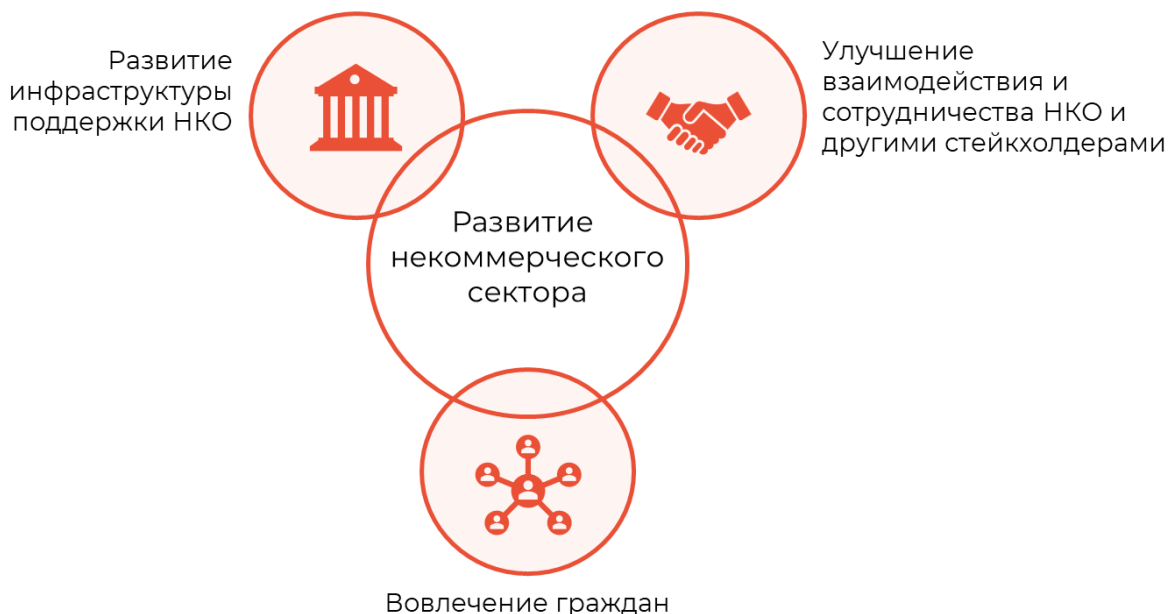 Развитие
инфраструктуры
поддержки НКО
Улучшение
взаимодействия и
сотрудничества НКО и
другими стейкхолдерами
Развитие
некоммерческого
сектора
Вовлечение граждан